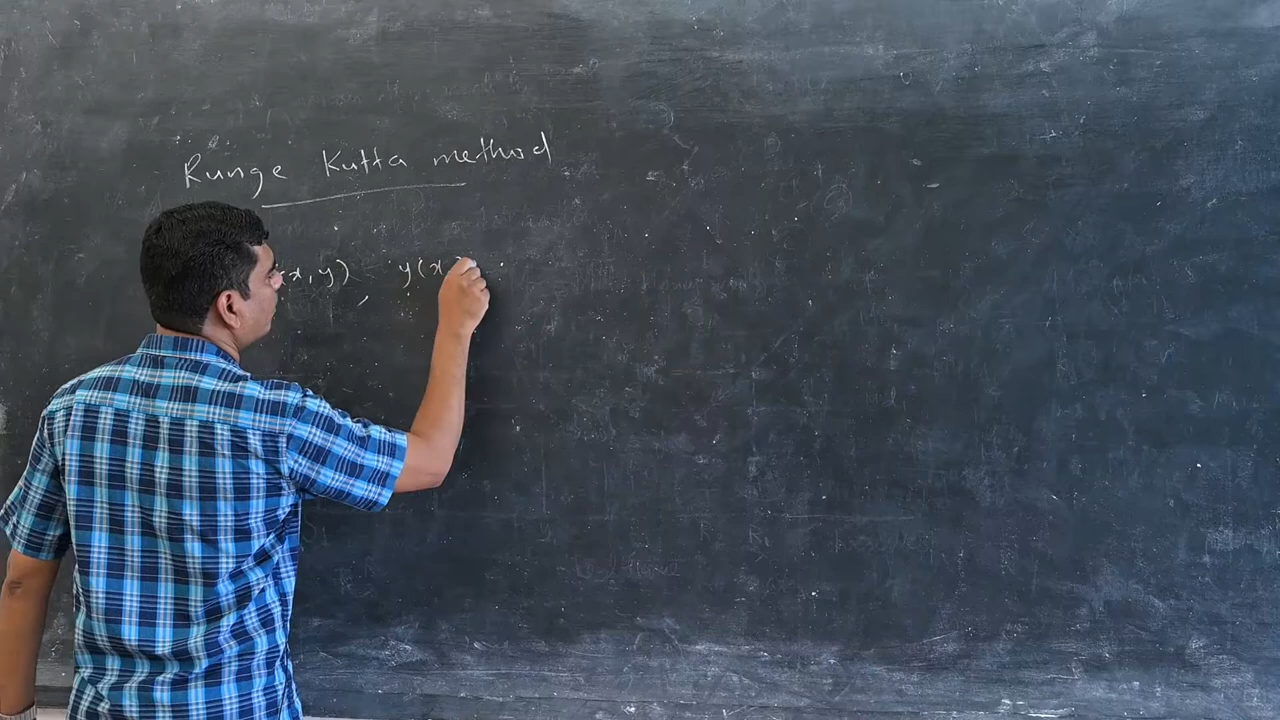 Runge Kutta method
x, y) , y(x